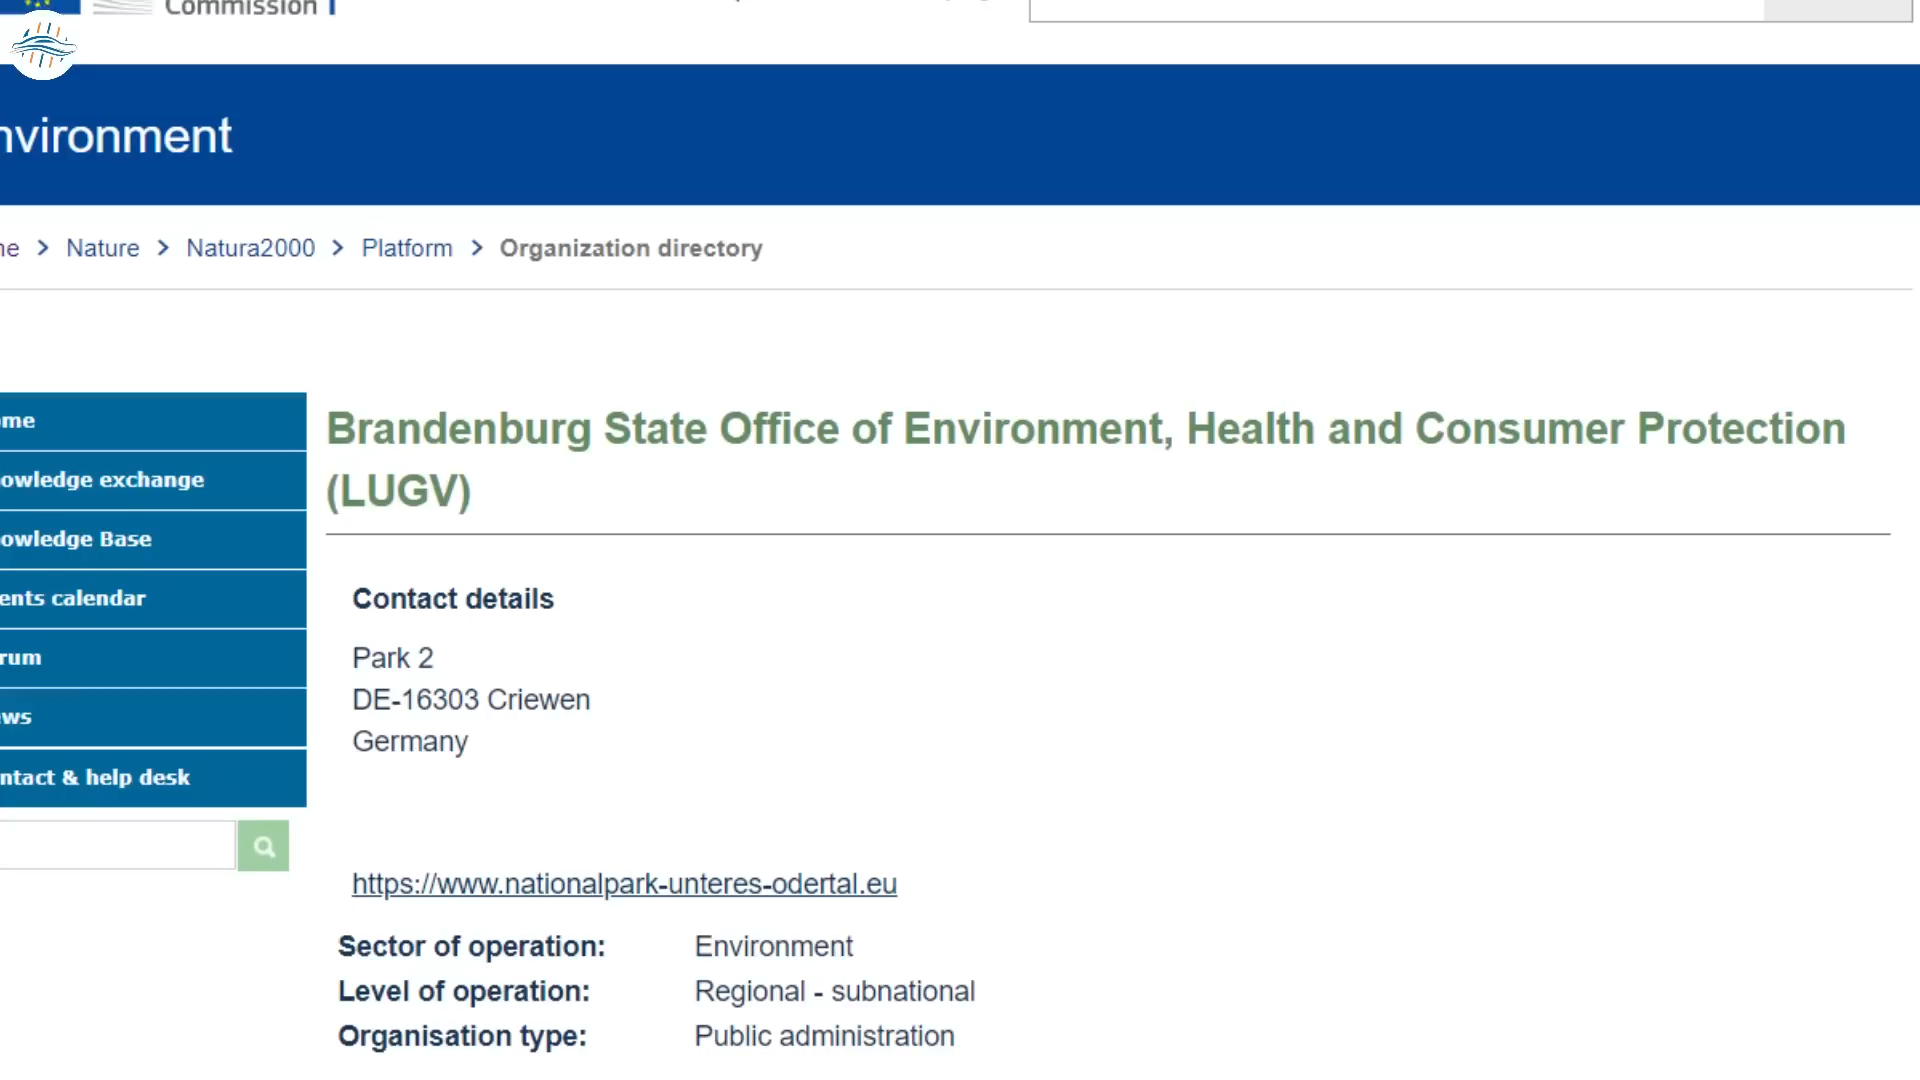 Commission
nvironment
ne > Nature > Natura2000 > Platform > Organization directory
ome
owledge exchange
owledge Base
ents calendar
rum
ws
ntact & help desk
Brandenburg State Office of Environment, Health and Consumer Protection
(LUGV)
Contact details
Park 2
DE-16303 Criewen
Germany
https://www.nationalpark-unteres-odertal.eu
Sector of operation: Environment
Level of operation: Regional - subnational
Organisation type: Public administration